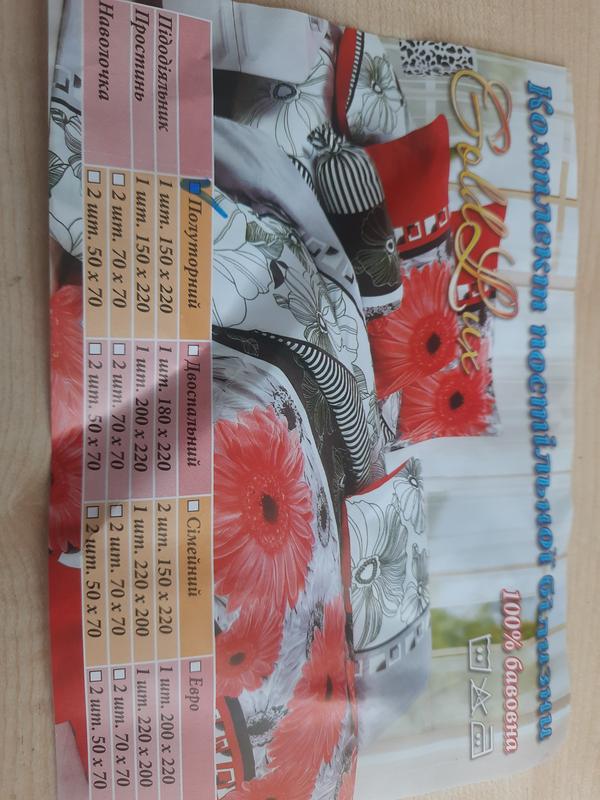 Комплект постільної білизни
Gold Lux
100% бавовна
Полуторний Двоспальний Сімейний Евро
Підодіяльник 1 шт. 150 х 220 1 шт. 180 х 220 2 шт. 150 х 220 1 шт. 200 х 220
Простинь 1 шт. 150 х 220 1 шт. 200 х 220 1 шт. 220 х 200 1 шт. 220 х 200
Наволочка 2 шт. 70 х 70 2 шт. 70 х 70 2 шт. 70 х 70 2 шт. 70 х 70
2 шт. 50 х 70 2 шт. 50 х 70 2 шт. 50 х 70 2 шт. 50 х 70